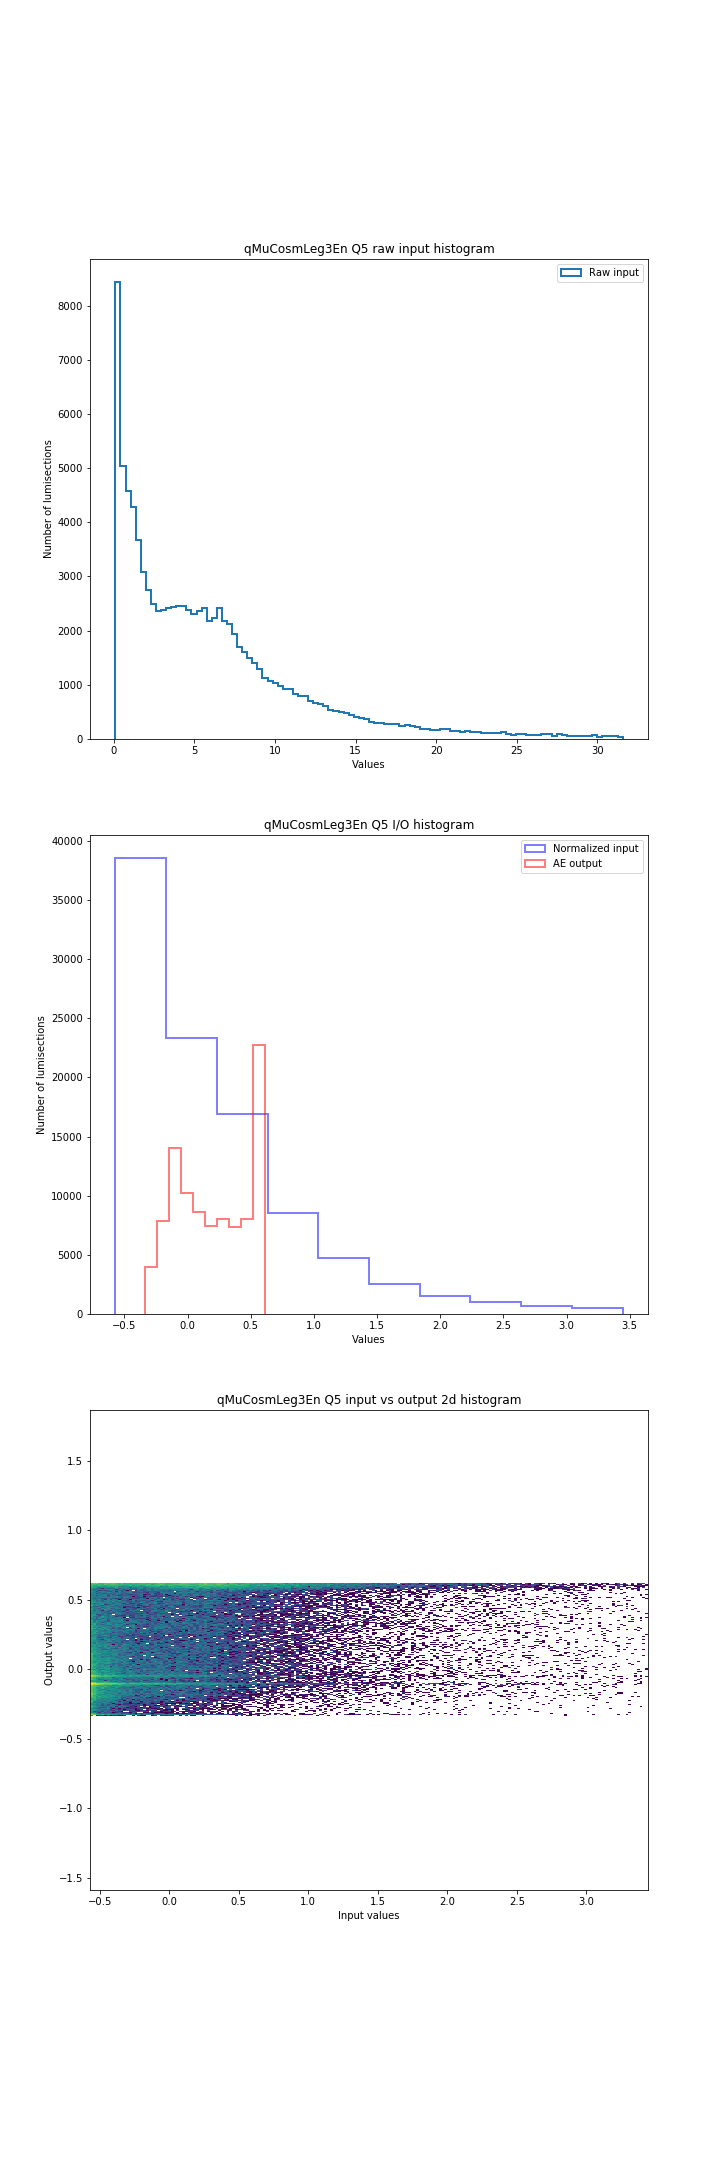 qMuCosmLeg3En Q5 raw input histogram
Raw input
Number of lumisections
8000
7000
6000
5000
4000
3000
2000
1000
0
0 5 10 15 20 25 30
Values
qMuCosmLeg3En Q5 I/O histogram
Normalized input
AE output
Number of lumisections
40000
35000
30000
25000
20000
15000
10000
5000
0
−0.5 0.0 0.5 1.0 1.5 2.0 2.5 3.0 3.5
Values
qMuCosmLeg3En Q5 input vs output 2d histogram
Output values
1.5
1.0
0.5
0.0
−0.5
−1.0
−1.5
−0.5 0.0 0.5 1.0 1.5 2.0 2.5 3.0
Input values